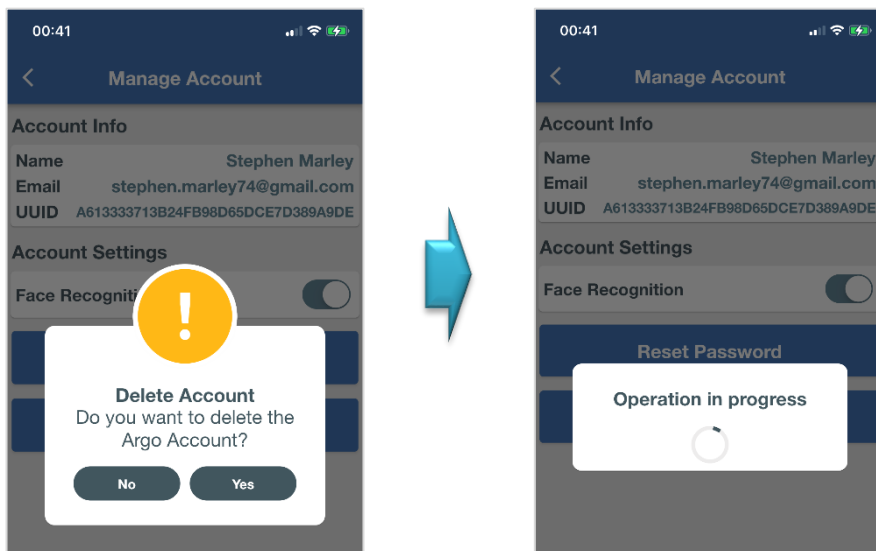 00:41
Manage Account
Account Info
Name Stephen Marley
Email stephen.marley74@gmail.com
UUID A613333713B24FB98D65DCE7D389A9DE
Account Settings
Face Recogniti
!
Delete Account
Do you want to delete the
Argo Account?
No Yes
00:41
Manage Account
Account Info
Name Stephen Marley
Email stephen.marley74@gmail.com
UUID A613333713B24FB98D65DCE7D389A9DE
Account Settings
Face Recognition
Reset Password
Operation in progress